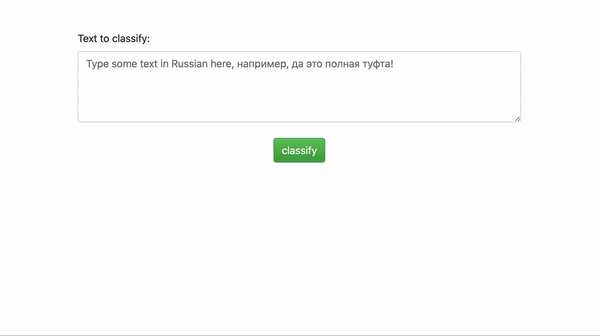 Text to classify:
Type some text in Russian here, например, да это полная туфта!
classify